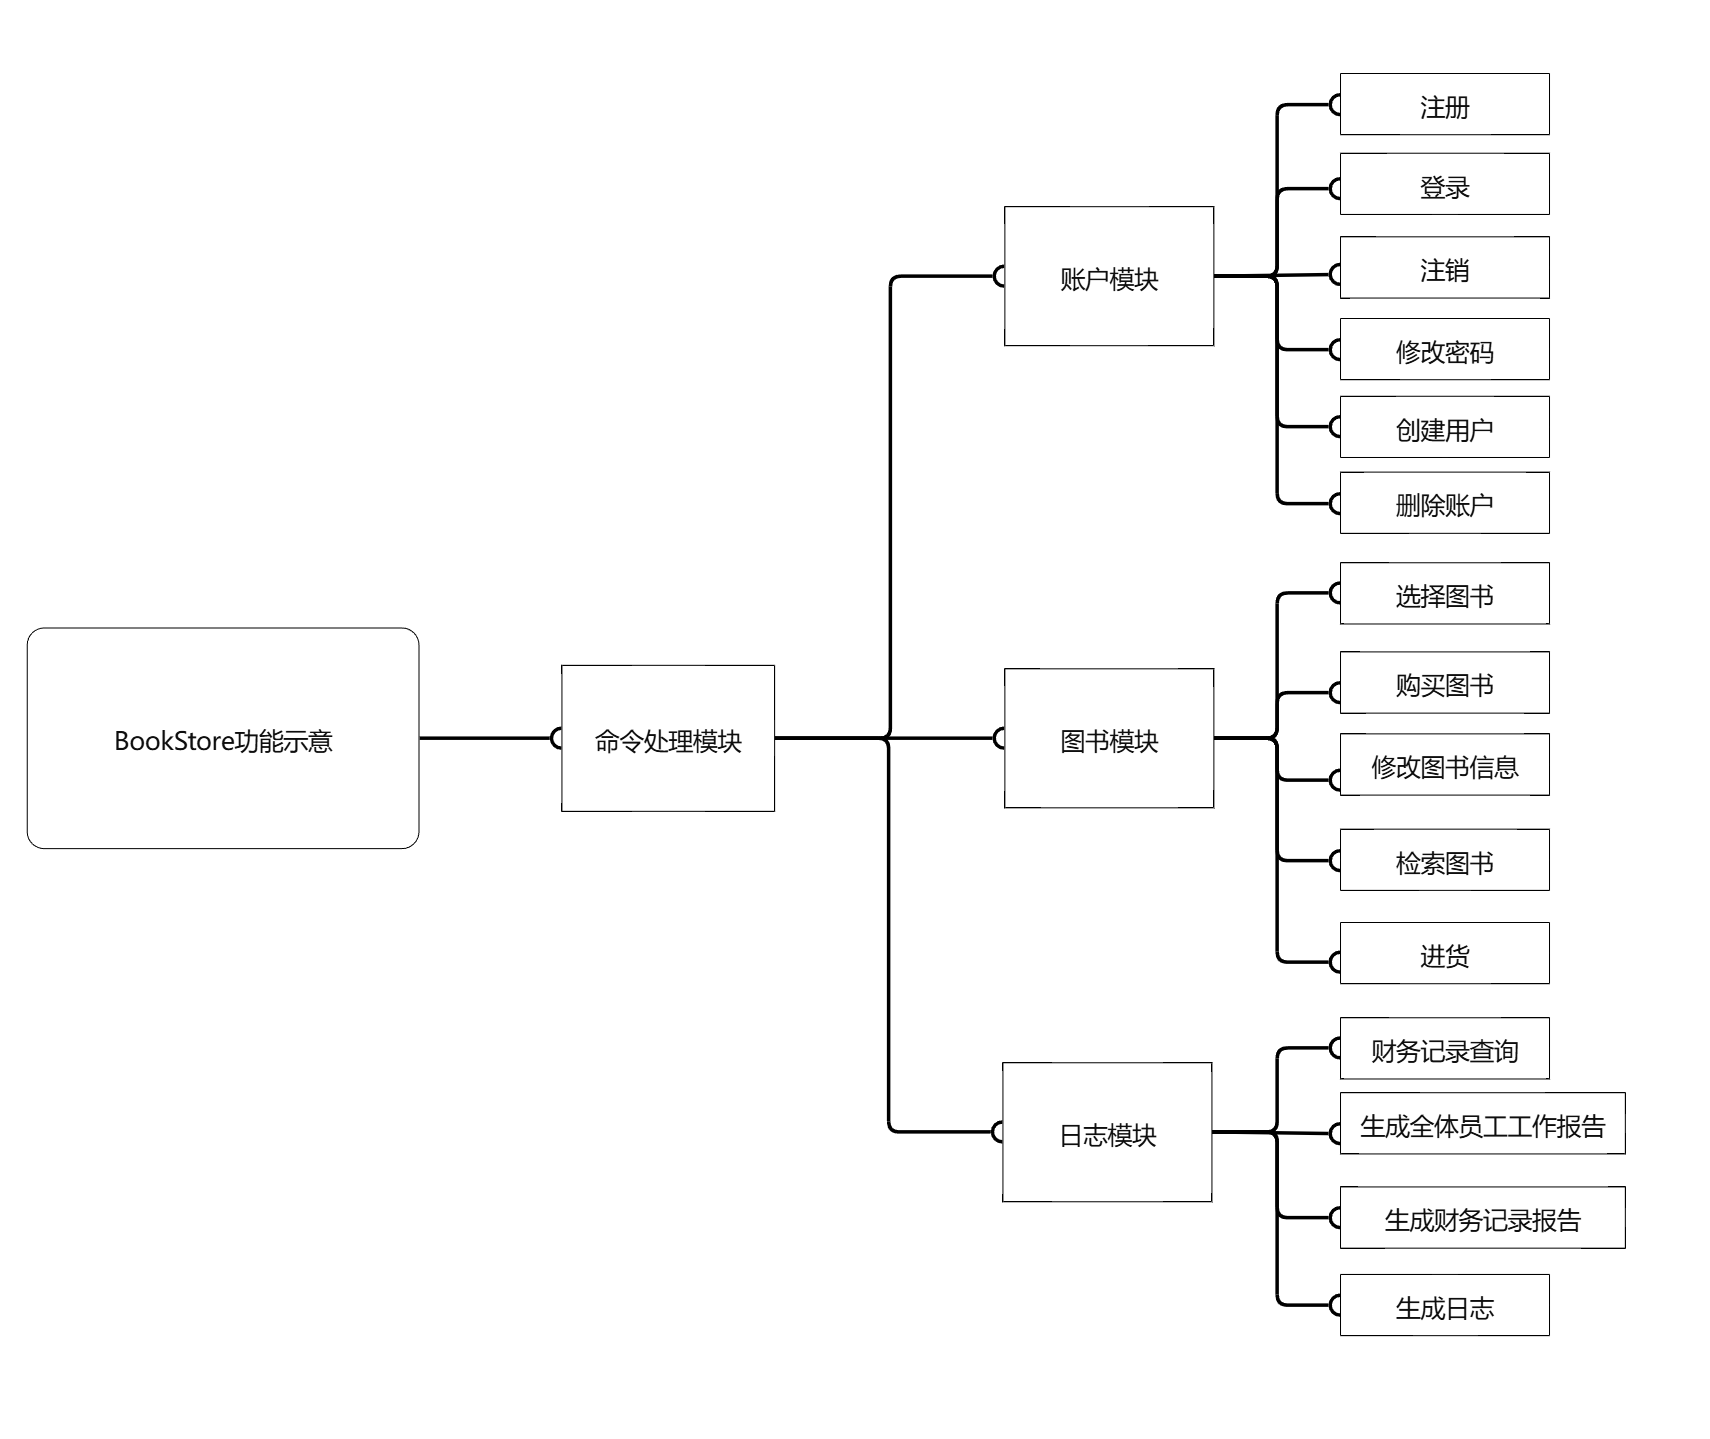 BookStore功能示意
命令处理模块
账户模块
注册
登录
注销
修改密码
创建用户
删除账户
图书模块
选择图书
购买图书
修改图书信息
检索图书
进货
日志模块
财务记录查询
生成全体员工工作报告
生成财务记录报告
生成日志